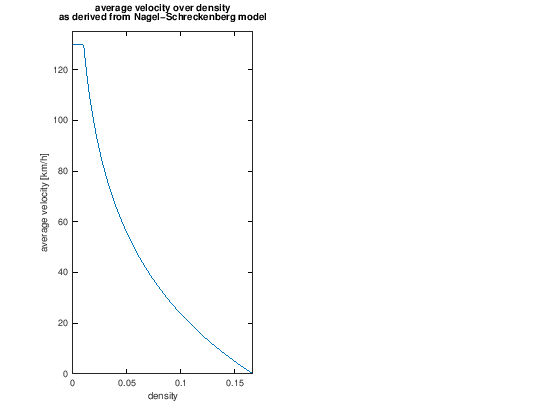 average velocity over density
as derived from Nagel−Schreckenberg model
120
100
80
60
40
20
0
average velocity [km/h]
0 0.05 0.1 0.15
density